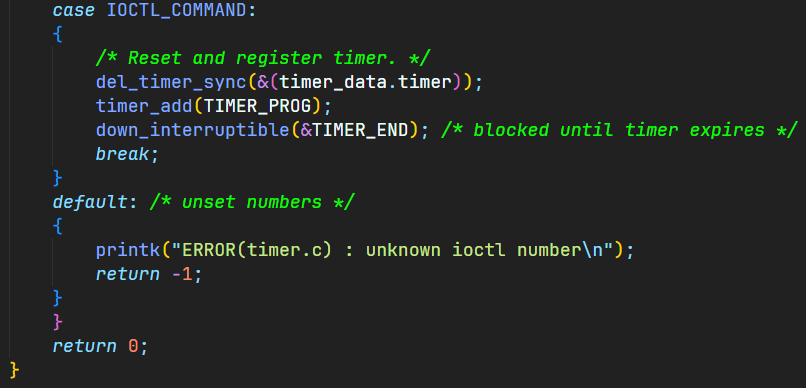 case IOCTL_COMMAND:
{
/* Reset and register timer. */
del_timer_sync(&(timer_data.timer));
timer_add(TIMER_PROG);
down_interruptible(&TIMER_END); /* blocked until timer expires */
break;
}
default: /* unset numbers */
{
printk("ERROR(timer.c) : unknown ioctl number\n");
return -1;
}
}
return 0;
}